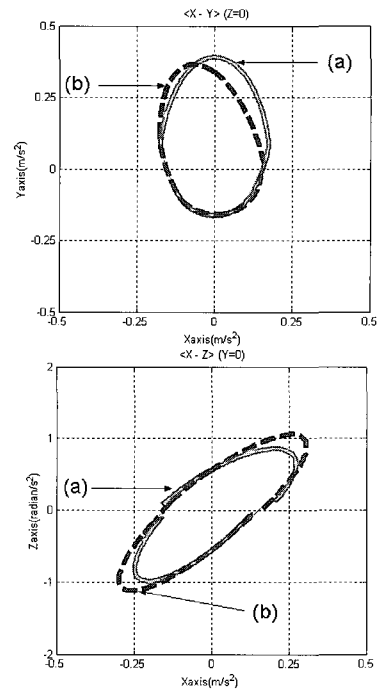 <X - Y> (Z=0)
0.5
(b)
(a)
0.25
Yaxis(m/s²)
0
-0.25
-0.5
-0.5 -0.25 0 0.25 0.5
Xaxis(m/s²)
<X - Z> (Y=0)
2
1
(a)
Zaxis(radian/s²)
0
-1
(b)
-2
-0.5 -0.25 0 0.25 0.5
Xaxis(m/s²)